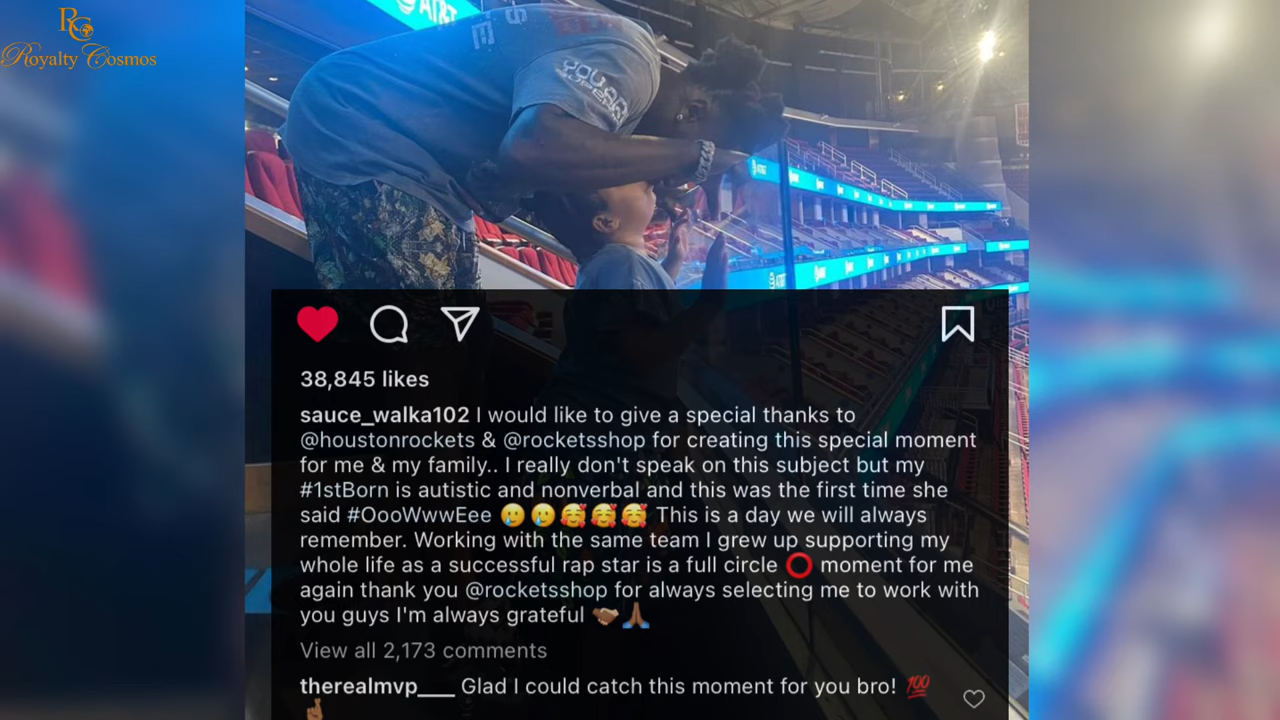 RC
Royalty Cosmos
AT&T
YOU AR
38,845 likes
sauce_walka102 I would like to give a special thanks to
@houstonrockets & @rocketsshop for creating this special moment
for me & my family.. I really don't speak on this subject but my
#1stBorn is autistic and nonverbal and this was the first time she
said #OooWwwEee 🥲🥲🥰🥰🥰 This is a day we will always
remember. Working with the same team I grew up supporting my
whole life as a successful rap star is a full circle ⭕ moment for me
again thank you @rocketsshop for always selecting me to work with
you guys I'm always grateful 🤝🏽🙏🏽
View all 2,173 comments
therealmvp___ Glad I could catch this moment for you bro! 💯